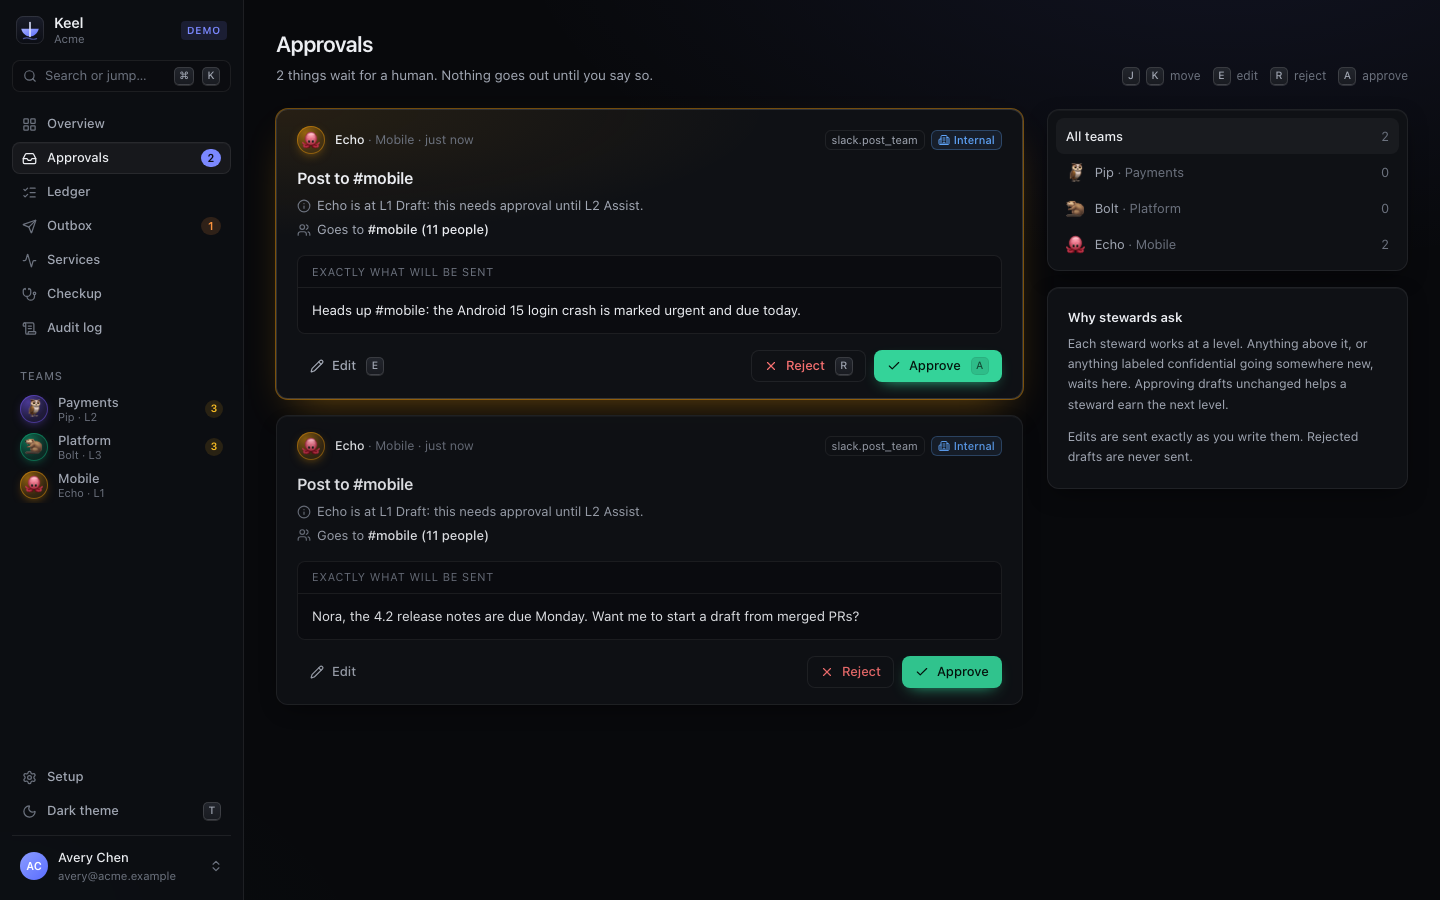 Keel
Acme
DEMO
Search or jump...
⌘ K
Overview
Approvals 2
Ledger
Outbox 1
Services
Checkup
Audit log
TEAMS
Payments
Pip · L2
3
Platform
Bolt · L3
3
Mobile
Echo · L1
Setup
Dark theme T
AC
Avery Chen
avery@acme.example
Approvals
2 things wait for a human. Nothing goes out until you say so.
J K move E edit R reject A approve
Echo · Mobile · just now slack.post_team Internal
Post to #mobile
Echo is at L1 Draft: this needs approval until L2 Assist.
Goes to #mobile (11 people)
EXACTLY WHAT WILL BE SENT
Heads up #mobile: the Android 15 login crash is marked urgent and due today.
Edit E Reject R Approve A
Echo · Mobile · just now slack.post_team Internal
Post to #mobile
Echo is at L1 Draft: this needs approval until L2 Assist.
Goes to #mobile (11 people)
EXACTLY WHAT WILL BE SENT
Nora, the 4.2 release notes are due Monday. Want me to start a draft from merged PRs?
Edit Reject Approve
All teams 2
Pip · Payments 0
Bolt · Platform 0
Echo · Mobile 2
Why stewards ask
Each steward works at a level. Anything above it, or
anything labeled confidential going somewhere new,
waits here. Approving drafts unchanged helps a
steward earn the next level.
Edits are sent exactly as you write them. Rejected
drafts are never sent.